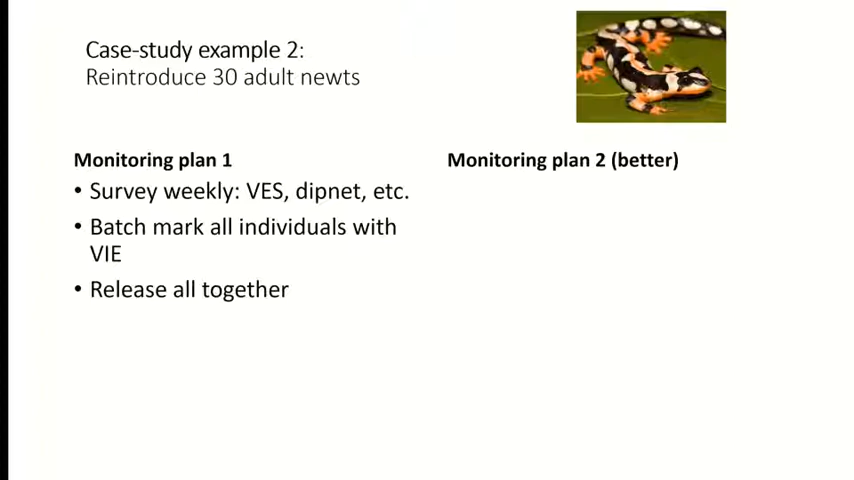 Case-study example 2:
Reintroduce 30 adult newts
Monitoring plan 1
• Survey weekly: VES, dipnet, etc.
• Batch mark all individuals with
VIE
• Release all together
Monitoring plan 2 (better)